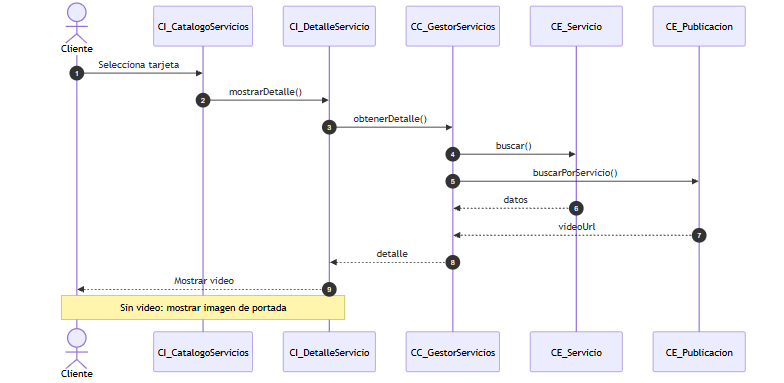 Cliente
CI_CatalogoServicios
CI_DetalleServicio
CC_GestorServicios
CE_Servicio
CE_Publicacion
1 Selecciona tarjeta
2 mostrarDetalle()
3 obtenerDetalle()
4 buscar()
5 buscarPorServicio()
datos 6
videoUrl 7
detalle 8
Mostrar video 9
Sin video: mostrar imagen de portada
Cliente
CI_CatalogoServicios
CI_DetalleServicio
CC_GestorServicios
CE_Servicio
CE_Publicacion